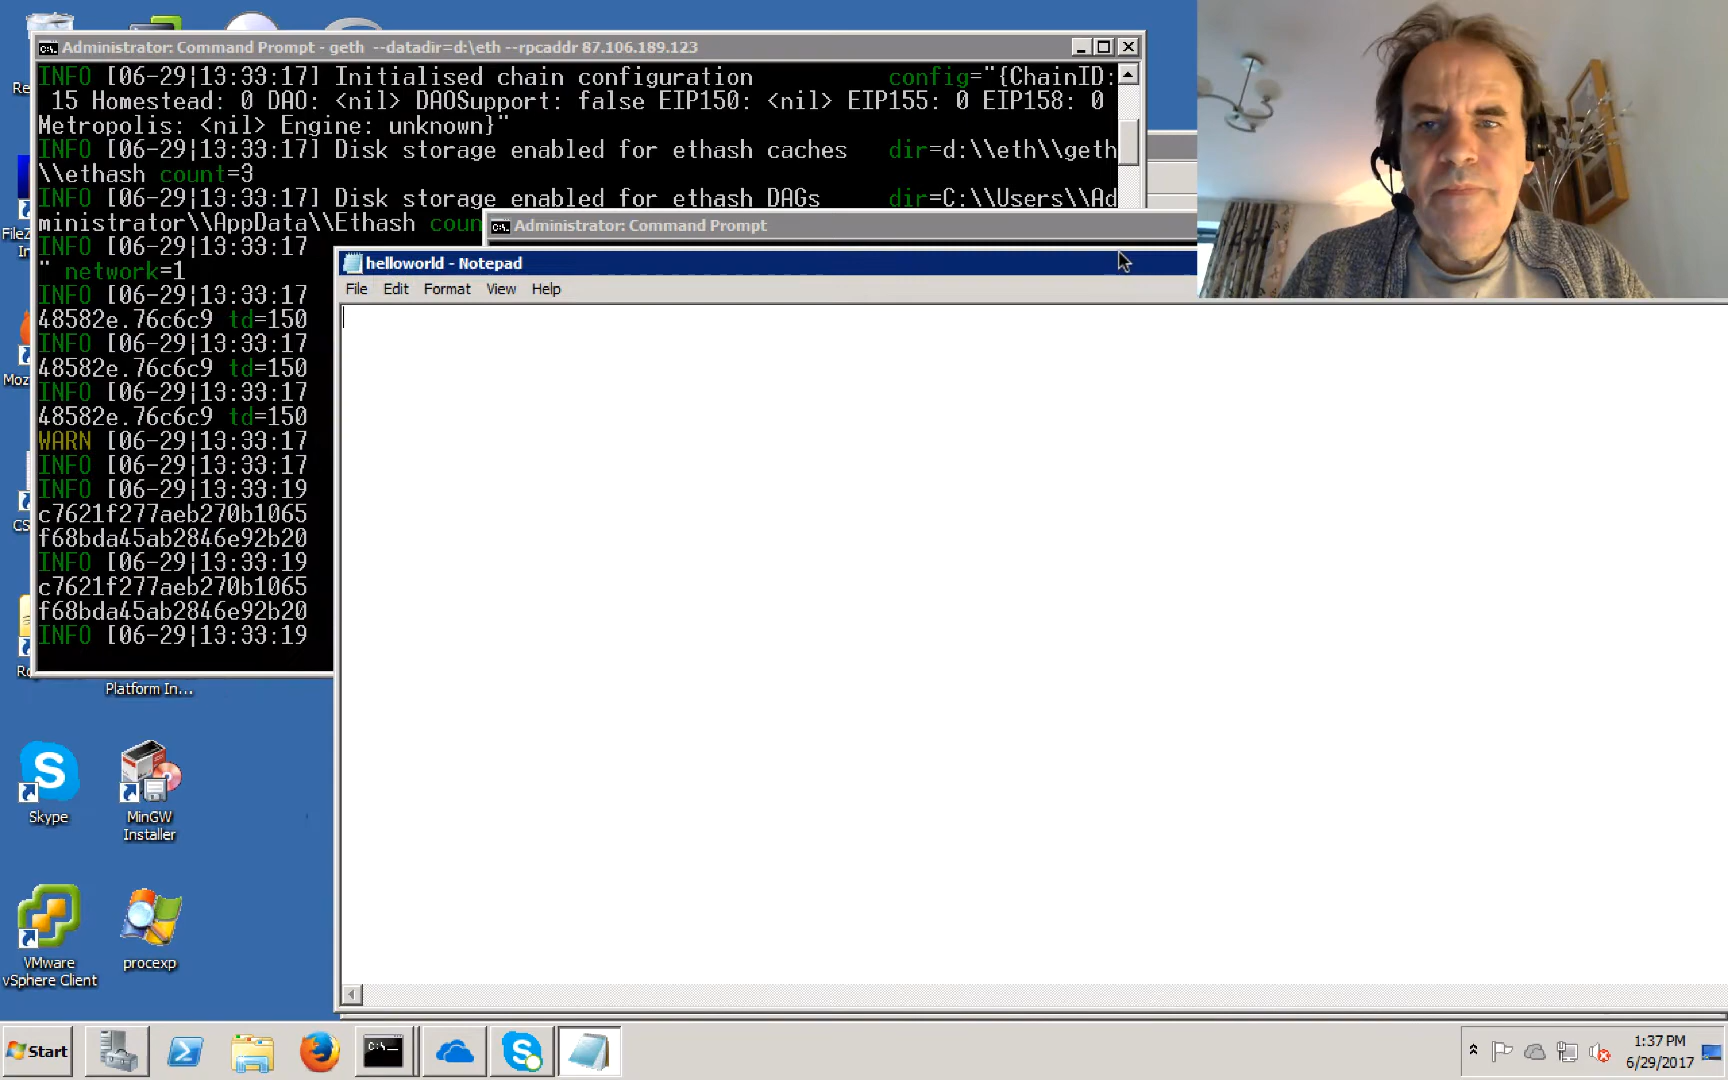 Administrator: Command Prompt - geth --datadir=d:\eth --rpcaddr 87.106.189.123
INFO [06-29|13:33:17] Initialised chain configuration config="{ChainID:
15 Homestead: 0 DAO: <nil> DAOSupport: false EIP150: <nil> EIP155: 0 EIP158: 0
Metropolis: <nil> Engine: unknown}"
INFO [06-29|13:33:17] Disk storage enabled for ethash caches dir=d:\\eth\\geth
\\ethash count=3
INFO [06-29|13:33:17] Disk storage enabled for ethash DAGs dir=C:\\Users\\Ad
ministrator\\AppData\\Ethash coun
INFO [06-29|13:33:17
" network=1
INFO [06-29|13:33:17
48582e.76c6c9 td=150
INFO [06-29|13:33:17
48582e.76c6c9 td=150
INFO [06-29|13:33:17
48582e.76c6c9 td=150
WARN [06-29|13:33:17
INFO [06-29|13:33:17
INFO [06-29|13:33:19
c7621f277aeb270b1065
f68bda45ab2846e92b20
INFO [06-29|13:33:19
c7621f277aeb270b1065
f68bda45ab2846e92b20
INFO [06-29|13:33:19
Administrator: Command Prompt
helloworld - Notepad
File Edit Format View Help
Re
FileZ
In
Moz
CS
Platform In...
Skype
MinGW
Installer
VMware
vSphere Client
procexp
Start
1:37 PM
6/29/2017